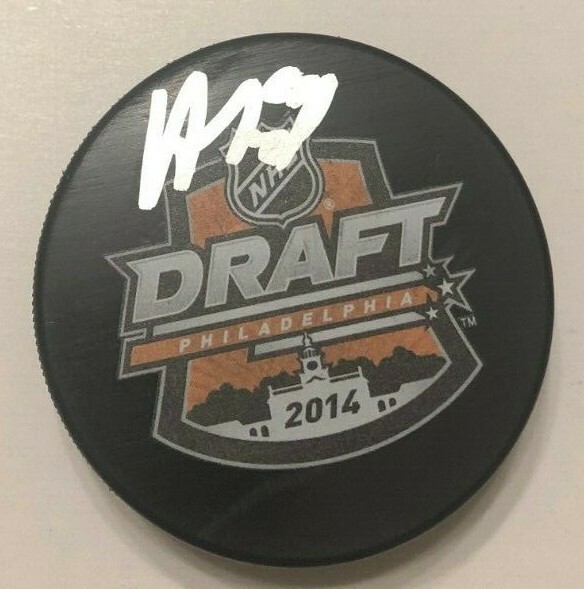 NHL
®
DRAFT
PHILADELPHIA
TM
2014